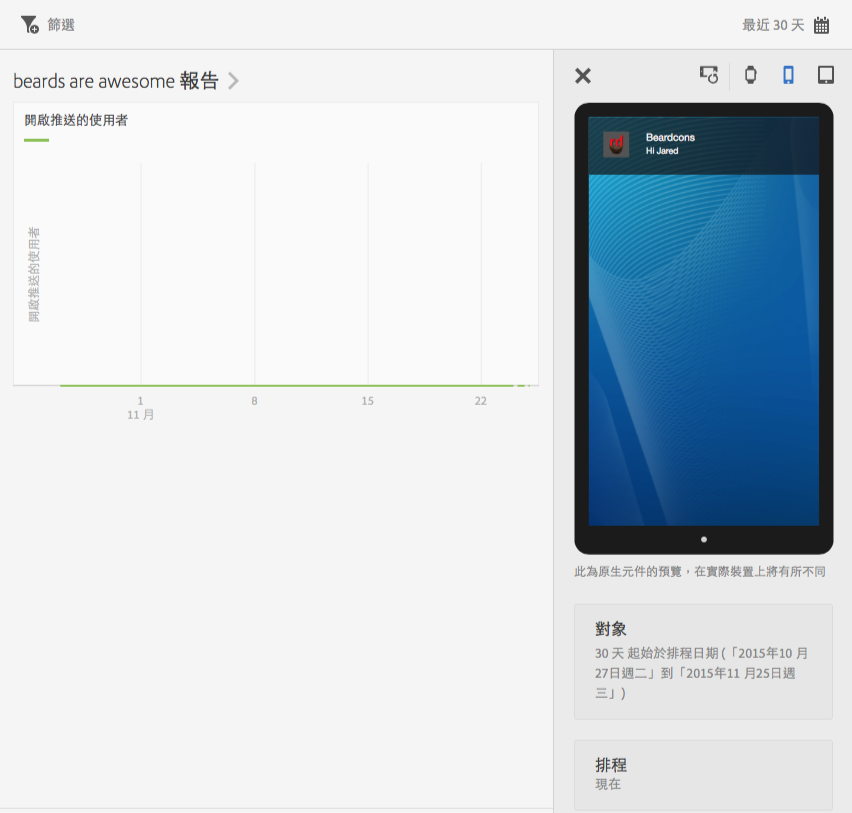 篩選
最近 30 天
beards are awesome 報告
開啟推送的使用者
開啟推送的使用者
1
8
15
22
11 月
Beardcons
Hi Jared
此為原生元件的預覽，在實際裝置上將有所不同
對象
30 天 起始於排程日期 (「2015年10 月
27日週二」到「2015年11 月25日週
三」)
排程
現在